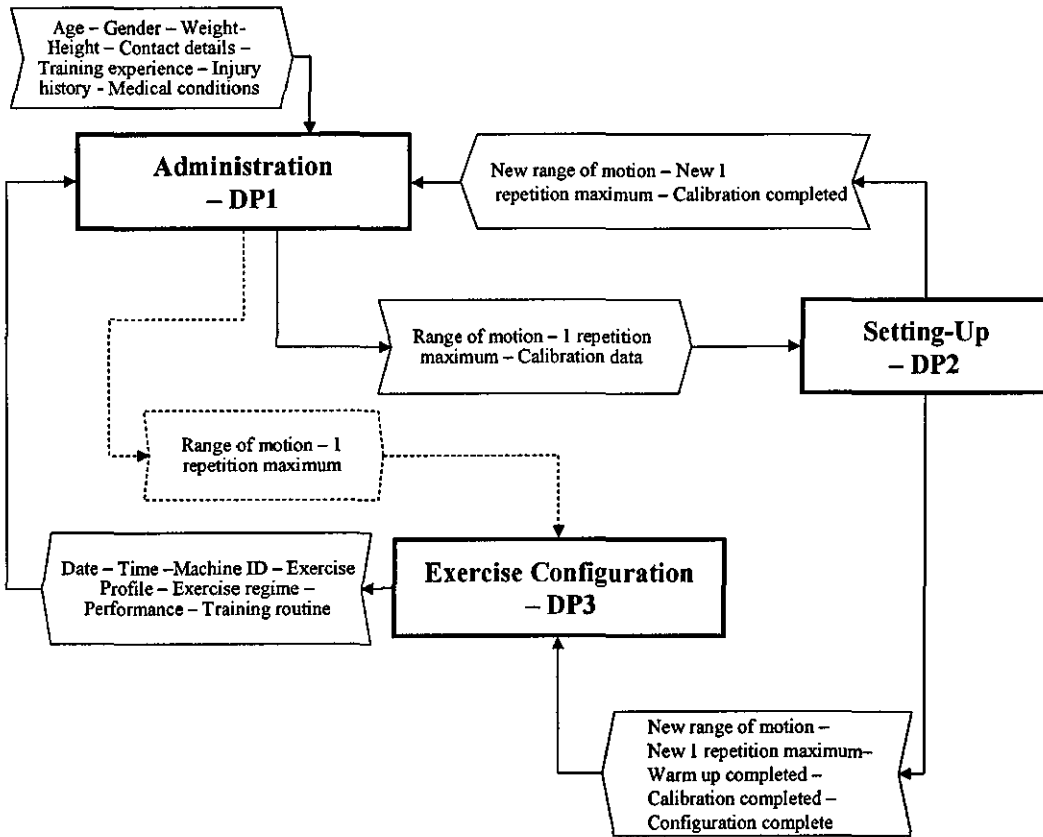 Age – Gender – Weight-
Height – Contact details –
Training experience – Injury
history - Medical conditions
Administration
– DP1
New range of motion – New 1
repetition maximum – Calibration completed
Range of motion – 1 repetition
maximum – Calibration data
Setting-Up
– DP2
Range of motion – 1
repetition maximum
Date – Time –Machine ID – Exercise
Profile – Exercise regime –
Performance – Training routine
Exercise Configuration
– DP3
New range of motion –
New 1 repetition maximum–
Warm up completed –
Calibration completed –
Configuration complete